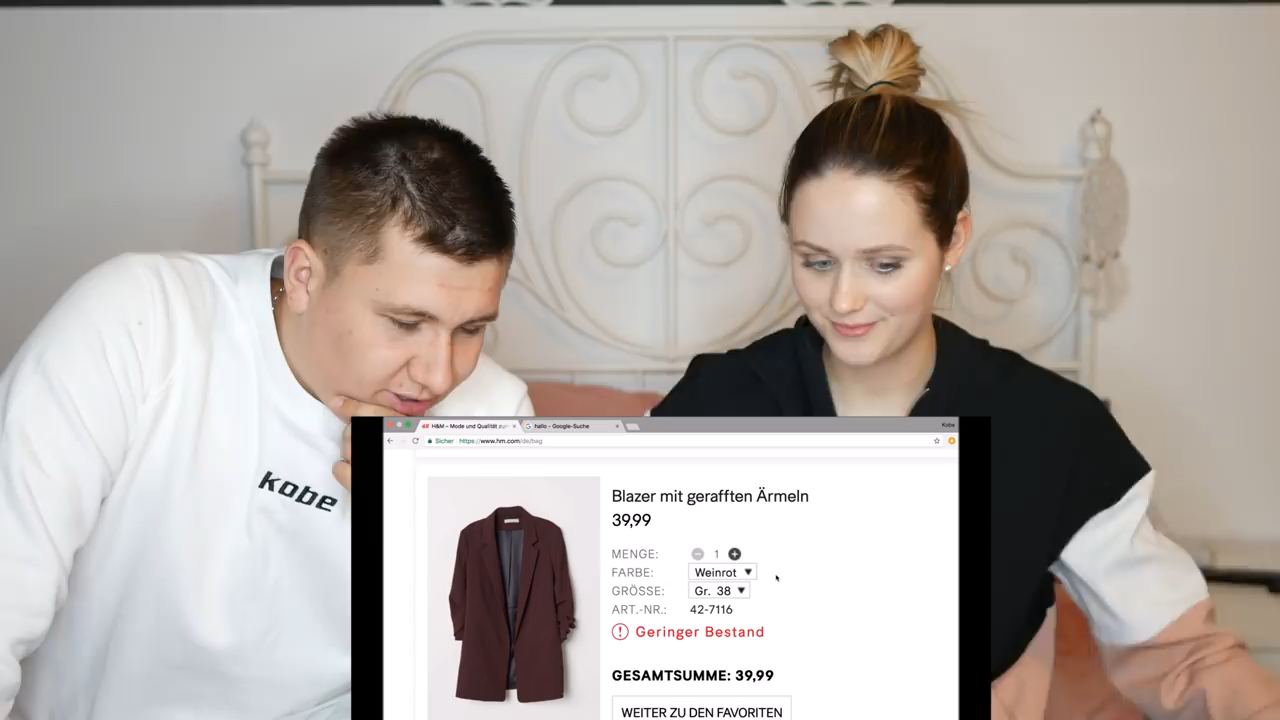 kobe
H&M – Mode und Qualität zu
hallo - Google-Suche
Kobe
Sicher
https://www.hm.com/de/bag
Blazer mit gerafften Ärmeln
39,99
MENGE: 1
FARBE: Weinrot
GRÖSSE: Gr. 38
ART.-NR.: 42-7116
Geringer Bestand
GESAMTSUMME: 39,99
WEITER ZU DEN FAVORITEN